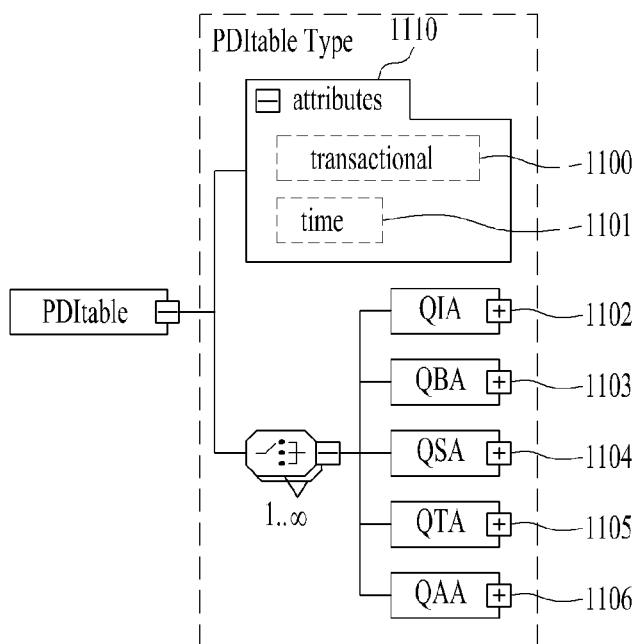 PDItable Type
1110
attributes
transactional
1100
time
1101
PDItable
QIA
1102
QBA
1103
QSA
1104
1..∞
QTA
1105
QAA
1106